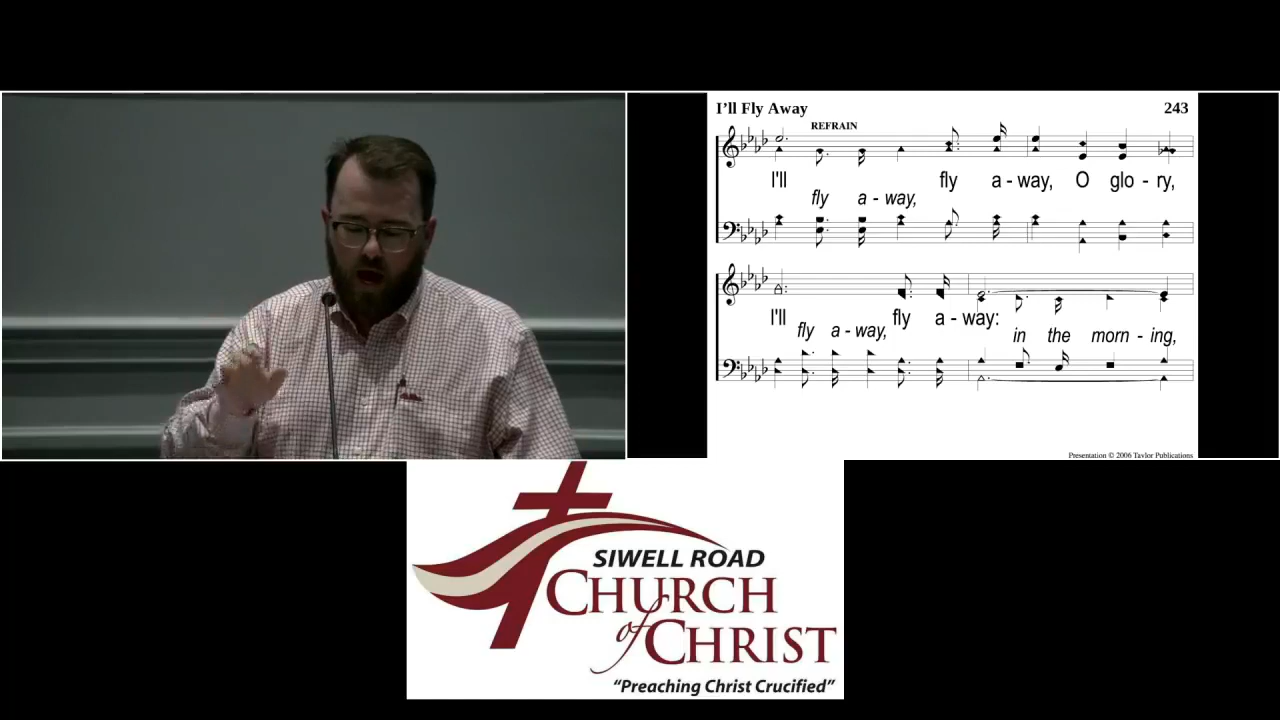 I'll Fly Away 243
REFRAIN
I'll fly a - way, O glo - ry,
fly a - way,
I'll fly a - way:
fly a - way, in the morn - ing,
Presentation © 2006 Taylor Publications
SIWELL ROAD
CHURCH
of CHRIST
“Preaching Christ Crucified”